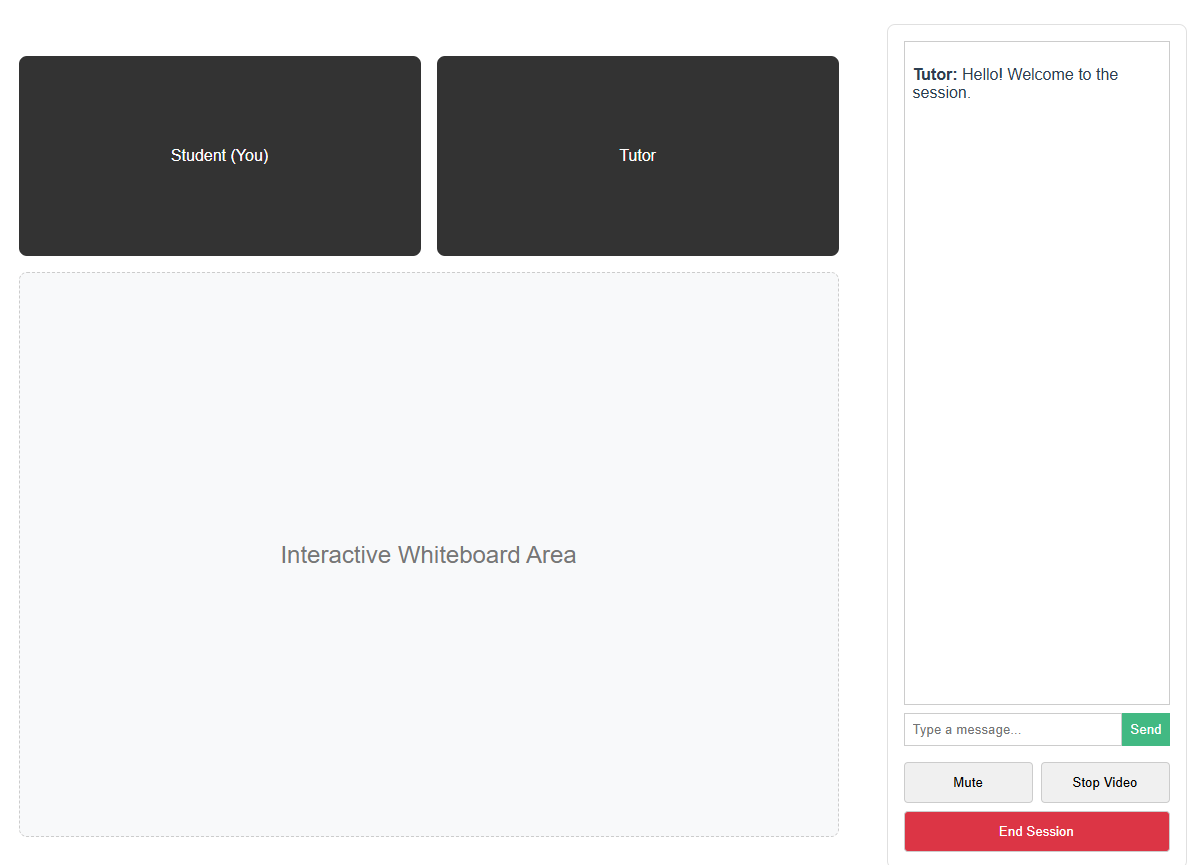 Student (You)
Tutor
Interactive Whiteboard Area
Tutor: Hello! Welcome to the
session.
Type a message...
Send
Mute
Stop Video
End Session